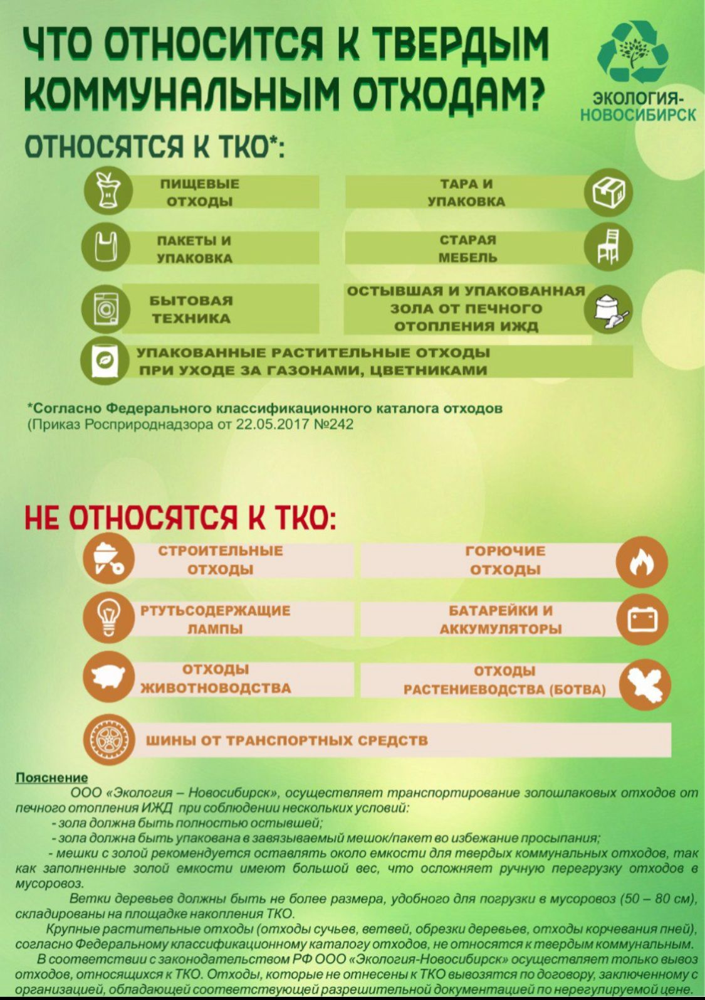 ЧТО ОТНОСИТСЯ К ТВЕРДЫМ
КОММУНАЛЬНЫМ ОТХОДАМ?
ЭКОЛОГИЯ-
НОВОСИБИРСК
ОТНОСЯТСЯ К ТКО*:
ПИЩЕВЫЕ
ОТХОДЫ
ТАРА И
УПАКОВКА
ПАКЕТЫ И
УПАКОВКА
СТАРАЯ
МЕБЕЛЬ
БЫТОВАЯ
ТЕХНИКА
ОСТЫВШАЯ И УПАКОВАННАЯ
ЗОЛА ОТ ПЕЧНОГО
ОТОПЛЕНИЯ ИЖД
УПАКОВАННЫЕ РАСТИТЕЛЬНЫЕ ОТХОДЫ
ПРИ УХОДЕ ЗА ГАЗОНАМИ, ЦВЕТНИКАМИ
*Согласно Федерального классификационного каталога отходов
(Приказ Росприроднадзора от 22.05.2017 №242
НЕ ОТНОСЯТСЯ К ТКО:
СТРОИТЕЛЬНЫЕ
ОТХОДЫ
ГОРЮЧИЕ
ОТХОДЫ
РТУТЬСОДЕРЖАЩИЕ
ЛАМПЫ
БАТАРЕЙКИ И
АККУМУЛЯТОРЫ
ОТХОДЫ
ЖИВОТНОВОДСТВА
ОТХОДЫ
РАСТЕНИЕВОДСТВА (БОТВА)
ШИНЫ ОТ ТРАНСПОРТНЫХ СРЕДСТВ
Пояснение
ООО «Экология – Новосибирск», осуществляет транспортирование золошлаковых отходов от
печного отопления ИЖД при соблюдении нескольких условий:
- зола должна быть полностью остывшей;
- зола должна быть упакована в завязываемый мешок/пакет во избежание просыпания;
- мешки с золой рекомендуется оставлять около емкости для твердых коммунальных отходов, так
как заполненные золой емкости имеют большой вес, что осложняет ручную перегрузку отходов в
мусоровоз.
Ветки деревьев должны быть не более размера, удобного для погрузки в мусоровоз (50 – 80 см),
складированы на площадке накопления ТКО.
Крупные растительные отходы (отходы сучьев, ветвей, обрезки деревьев, отходы корчевания пней),
согласно Федеральному классификационному каталогу отходов, не относятся к твердым коммунальным.
В соответствии с законодательством РФ ООО «Экология-Новосибирск» осуществляет только вывоз
отходов, относящихся к ТКО. Отходы, которые не отнесены к ТКО вывозятся по договору, заключенному с
организацией, обладающей соответствующей разрешительной документацией по нерегулируемой цене.